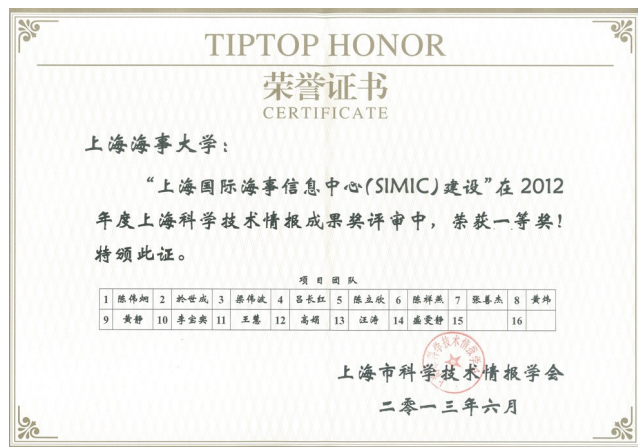 TIPTOP HONOR
荣誉证书
CERTIFICATE
上海海事大学：
“上海国际海事信息中心(SIMIC)建设”在 2012
年度上海科学技术情报成果奖评审中，荣获一等奖！
特颁此证。
项目团队
1 陈伟炯 2 於世成 3 梁伟波 4 吕长红 5 陈立欣 6 陈祥燕 7 张善杰 8 黄炜
9 黄静 10 李宝奕 11 王慧 12 高娟 13 汪涛 14 盛雯静 15 16
上海市科学技术情报学会
二零一三年六月